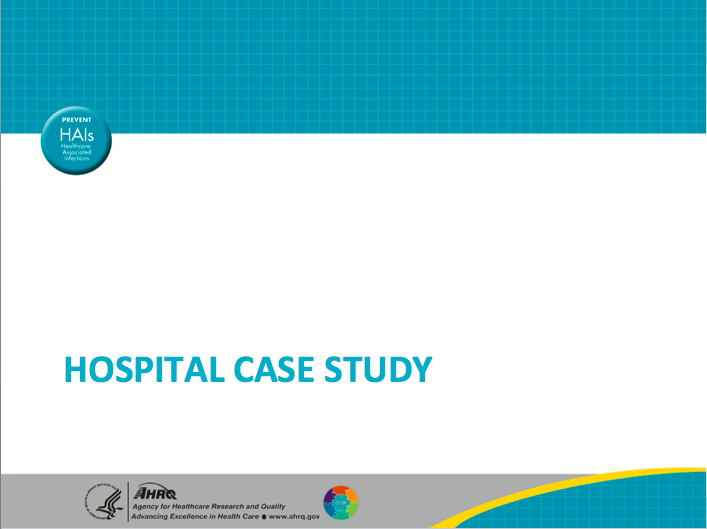 PREVENT
HAIs
Healthcare
Associated
Infections
HOSPITAL CASE STUDY
AHRQ
Agency for Healthcare Research and Quality
Advancing Excellence in Health Care ● www.ahrq.gov